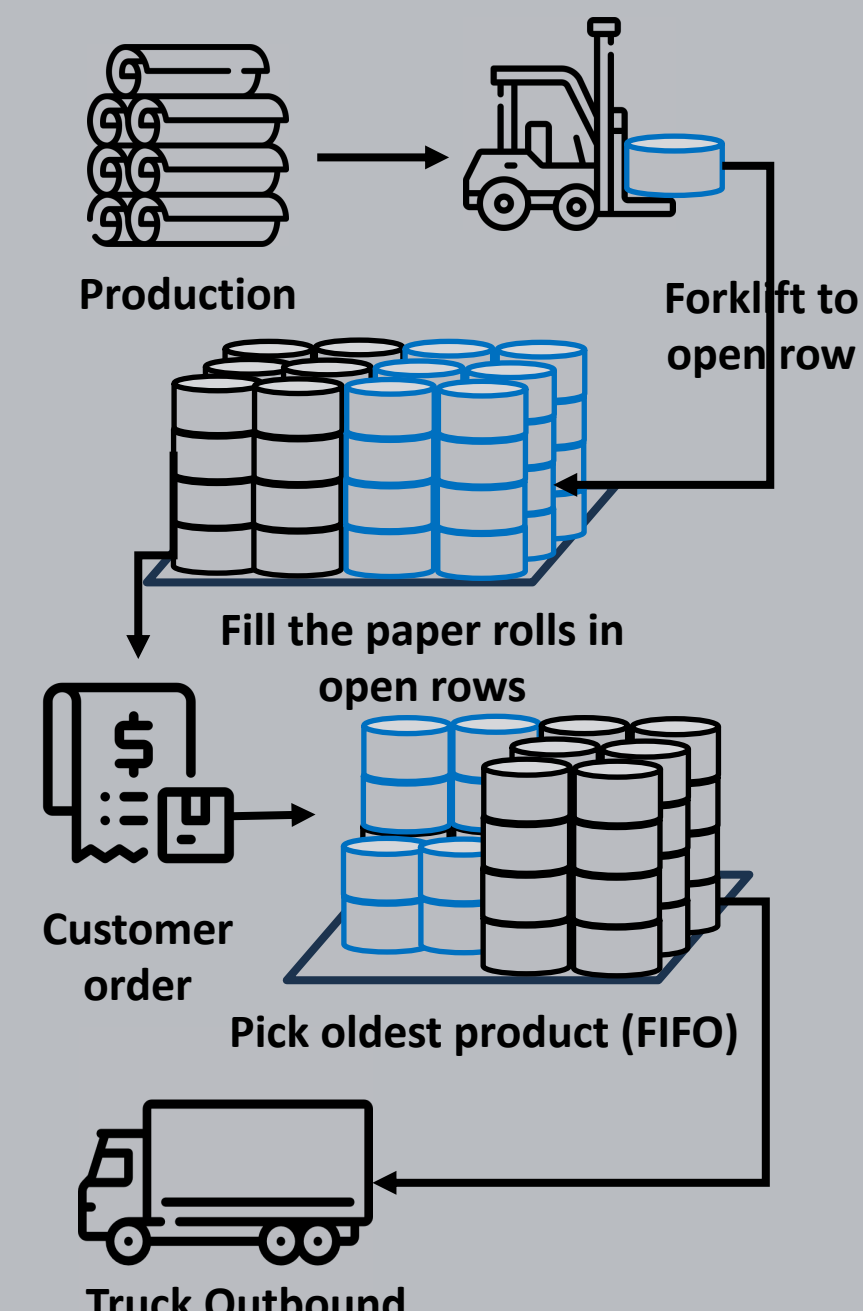 Production
Forklift to
open row
Fill the paper rolls in
open rows
$
Customer
order
Pick oldest product (FIFO)
Truck Outbound